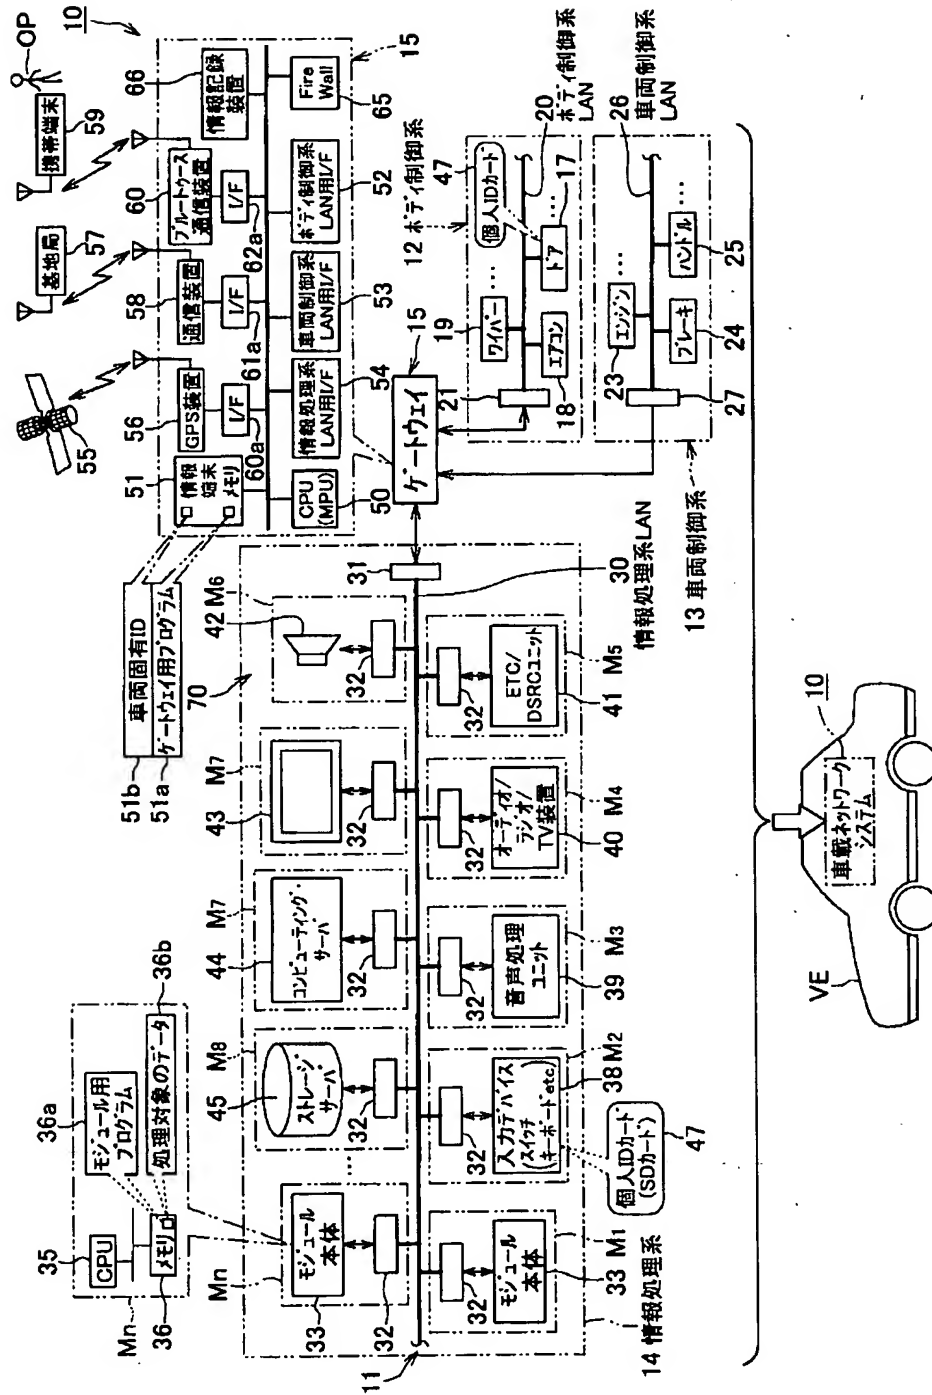 10
OP
携帯端末
59
基地局
57
55
66
情報記録
装置
60
ブルートゥース
通信装置
58
通信装置
56
GPS装置
51
情報
端末
メモリ
I/F
62a
I/F
61a
I/F
60a
15
Fire
Wall
65
ボディ制御系
LAN用I/F
52
車両制御系
LAN用I/F
53
情報処理系
LAN用I/F
54
CPU
(MPU)
50
車両固有ID
51b
ゲートウェイ用プログラム
51a
15
ゲートウェイ
12 ボディ制御系
47
個人IDカード
20
ボディ制御系
LAN
19
ワイパー
…
ドア
17
…
エアコン
18
21
26
車両制御系
LAN
エンジン
23
…
ハンドル
25
…
ブレーキ
24
27
13 車両制御系
70
31
30
情報処理系LAN
M6
42
32
M7
43
32
M7
コンピューティング・
サーバ
44
32
M8
ストレージ
サーバ
45
32
…
Mn
モジュール
本体
33
32
35
CPU
メモリ
36
Mn
36a
モジュール用
プログラム
36b
処理対象のデータ
32
ETC/
DSRCユニット
41
M5
32
オーディオ/
ラジオ/
TV装置
40
M4
32
音声処理
ユニット
39
M3
32
入力デバイス
(スイッチ
キーボードetc)
38
M2
個人IDカード
(SDカード)
47
32
モジュール
本体
33
M1
11
14 情報処理系
10
車載ネットワーク
システム
VE